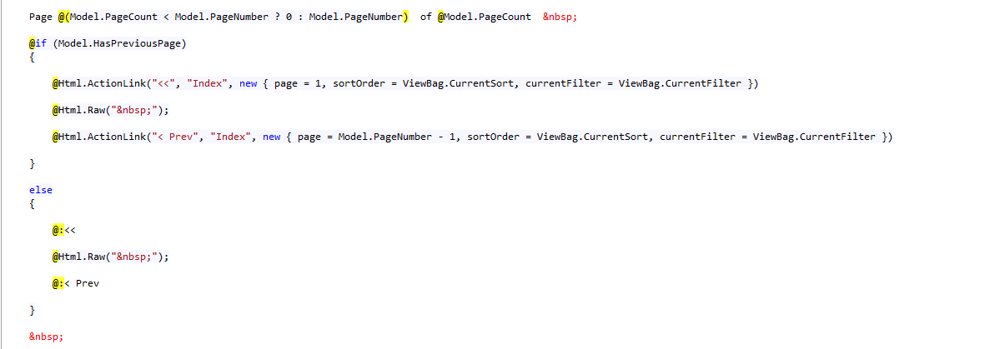 Page @(Model.PageCount < Model.PageNumber ? 0 : Model.PageNumber)  of @Model.PageCount  &nbsp;
@if (Model.HasPreviousPage)
{
@Html.ActionLink("<<", "Index", new { page = 1, sortOrder = ViewBag.CurrentSort, currentFilter = ViewBag.CurrentFilter })
@Html.Raw("&nbsp;");
@Html.ActionLink("< Prev", "Index", new { page = Model.PageNumber - 1, sortOrder = ViewBag.CurrentSort, currentFilter = ViewBag.CurrentFilter })
}
else
{
@:<<
@Html.Raw("&nbsp;");
@:< Prev
}
&nbsp;